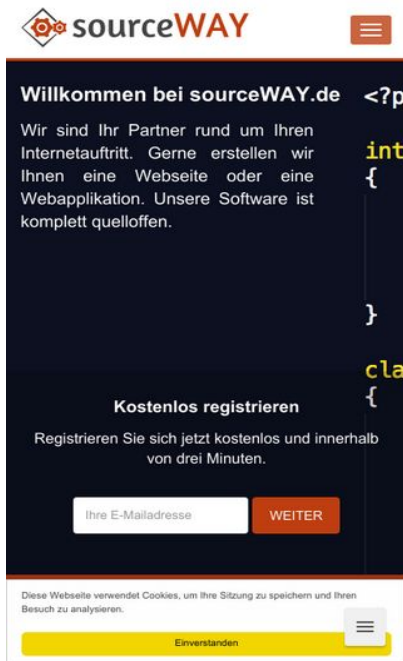 sourceWAY
Willkommen bei sourceWAY.de
<?p
Wir sind Ihr Partner rund um Ihren
Internetauftritt. Gerne erstellen wir
Ihnen eine Webseite oder eine
Webapplikation. Unsere Software ist
komplett quelloffen.
int
{
}
cla
{
Kostenlos registrieren
Registrieren Sie sich jetzt kostenlos und innerhalb
von drei Minuten.
Ihre E-Mailadresse
WEITER
Diese Webseite verwendet Cookies, um Ihre Sitzung zu speichern und Ihren
Besuch zu analysieren.
Einverstanden